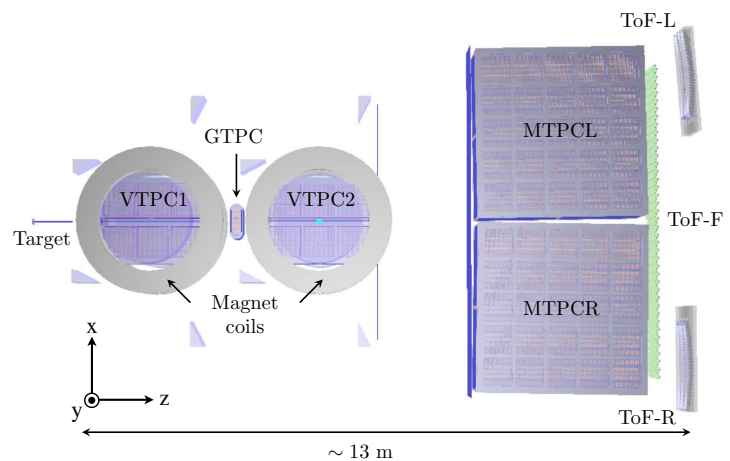 ToF-L
GTPC
MTPCL
VTPC1
VTPC2
ToF-F
Target
Magnet
coils
MTPCR
x
y
z
ToF-R
∼ 13 m